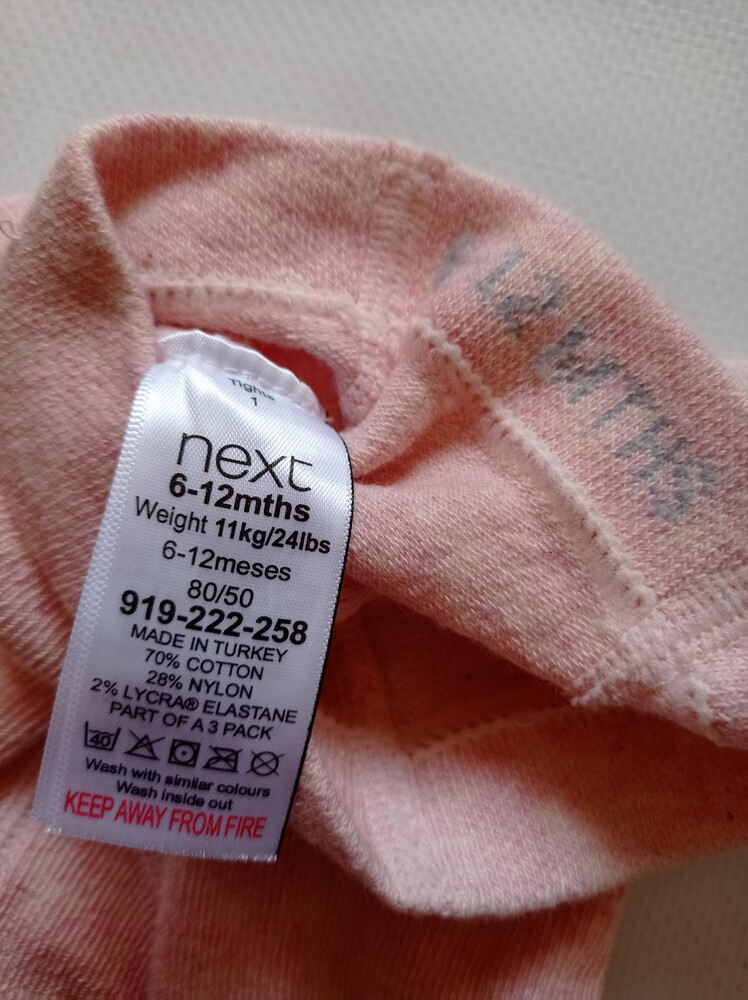 Tights
1
next
6-12mths
Weight 11kg/24lbs
6-12meses
80/50
919-222-258
MADE IN TURKEY
70% COTTON
28% NYLON
2% LYCRA® ELASTANE
PART OF A 3 PACK
40
Wash with similar colours
Wash inside out
KEEP AWAY FROM FIRE
12 MTHS